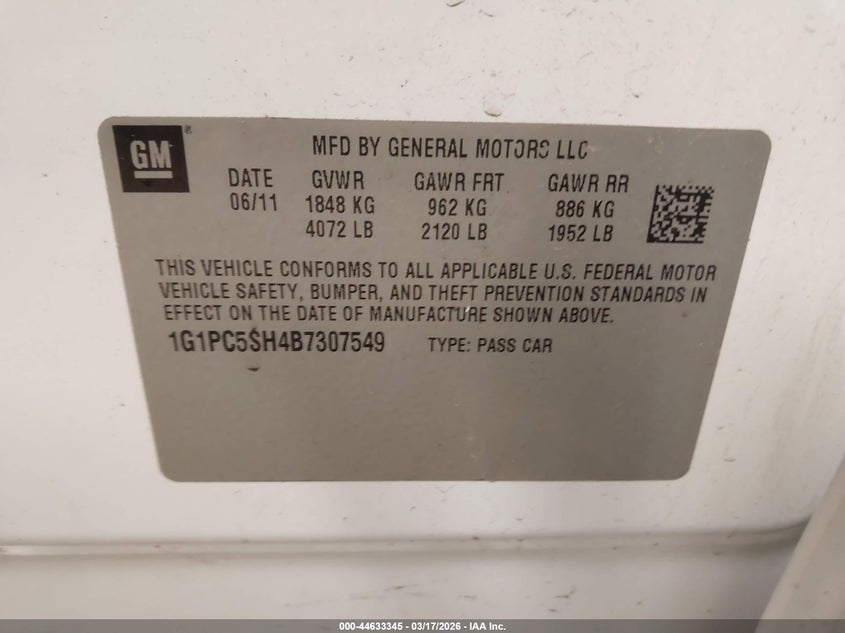 GM®
MFD BY GENERAL MOTORS LLC
DATE GVWR GAWR FRT GAWR RR
06/11 1848 KG 962 KG 886 KG
4072 LB 2120 LB 1952 LB
THIS VEHICLE CONFORMS TO ALL APPLICABLE U.S. FEDERAL MOTOR
VEHICLE SAFETY, BUMPER, AND THEFT PREVENTION STANDARDS IN
EFFECT ON THE DATE OF MANUFACTURE SHOWN ABOVE.
1G1PC5SH4B7307549 TYPE: PASS CAR
000-44633345 - 03/17/2026 - IAA Inc.